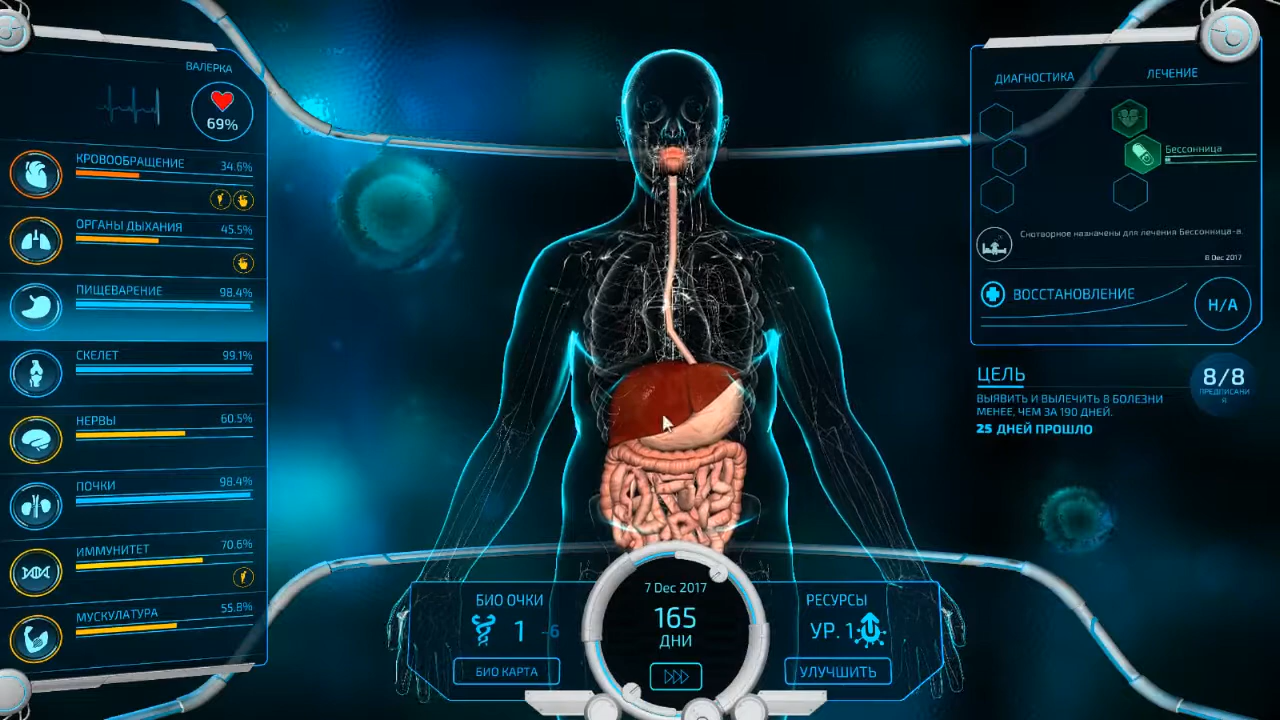 ВАЛЕРКА
69%
КРОВООБРАЩЕНИЕ 34.6%
ОРГАНЫ ДЫХАНИЯ 45.5%
ПИЩЕВАРЕНИЕ 98.4%
СКЕЛЕТ 99.1%
НЕРВЫ 60.5%
ПОЧКИ 98.4%
ИММУНИТЕТ 70.6%
МУСКУЛАТУРА 55.8%
БИО ОЧКИ
1 -6
БИО КАРТА
7 Dec 2017
165
ДНИ
РЕСУРСЫ
УР. 1
УЛУЧШИТЬ
ДИАГНОСТИКА ЛЕЧЕНИЕ
Бессонница
Снотворное назначены для лечения Бессонница-а.
8 Dec 2017
ВОССТАНОВЛЕНИЕ Н/А
ЦЕЛЬ
8/8
ПРЕДПИСАНИ
Я
ВЫЯВИТЬ И ВЫЛЕЧИТЬ 8 БОЛЕЗНИ
МЕНЕЕ, ЧЕМ ЗА 190 ДНЕЙ.
25 ДНЕЙ ПРОШЛО